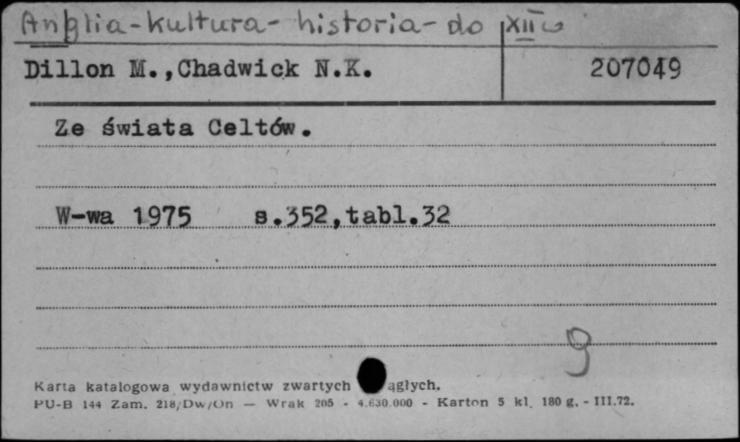 Anglia-kultura- historia- do XII w
Dillon M.,Chadwick N.K. 207049
Ze świata Celtów.
W-wa 1975 s.352,tabl.32
9
Karta katalogowa wydawnictw zwartych ągłych.
PU-B 144 Zam. 218/Dw/On — Wrak 205 - 4.630.000 - Karton 5 kl. 180 g. - III.72.